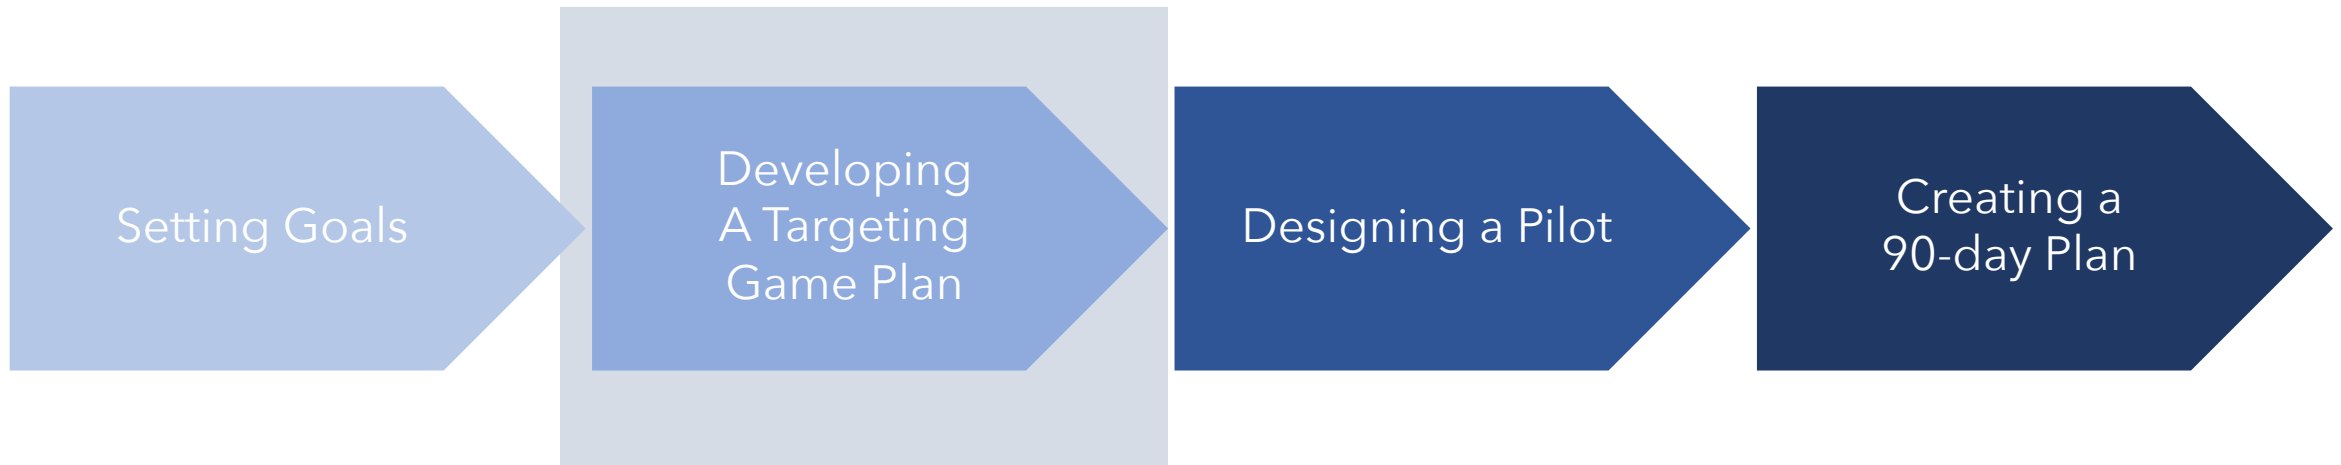 Setting Goals
Developing
A Targeting
Game Plan
Designing a Pilot
Creating a
90-day Plan